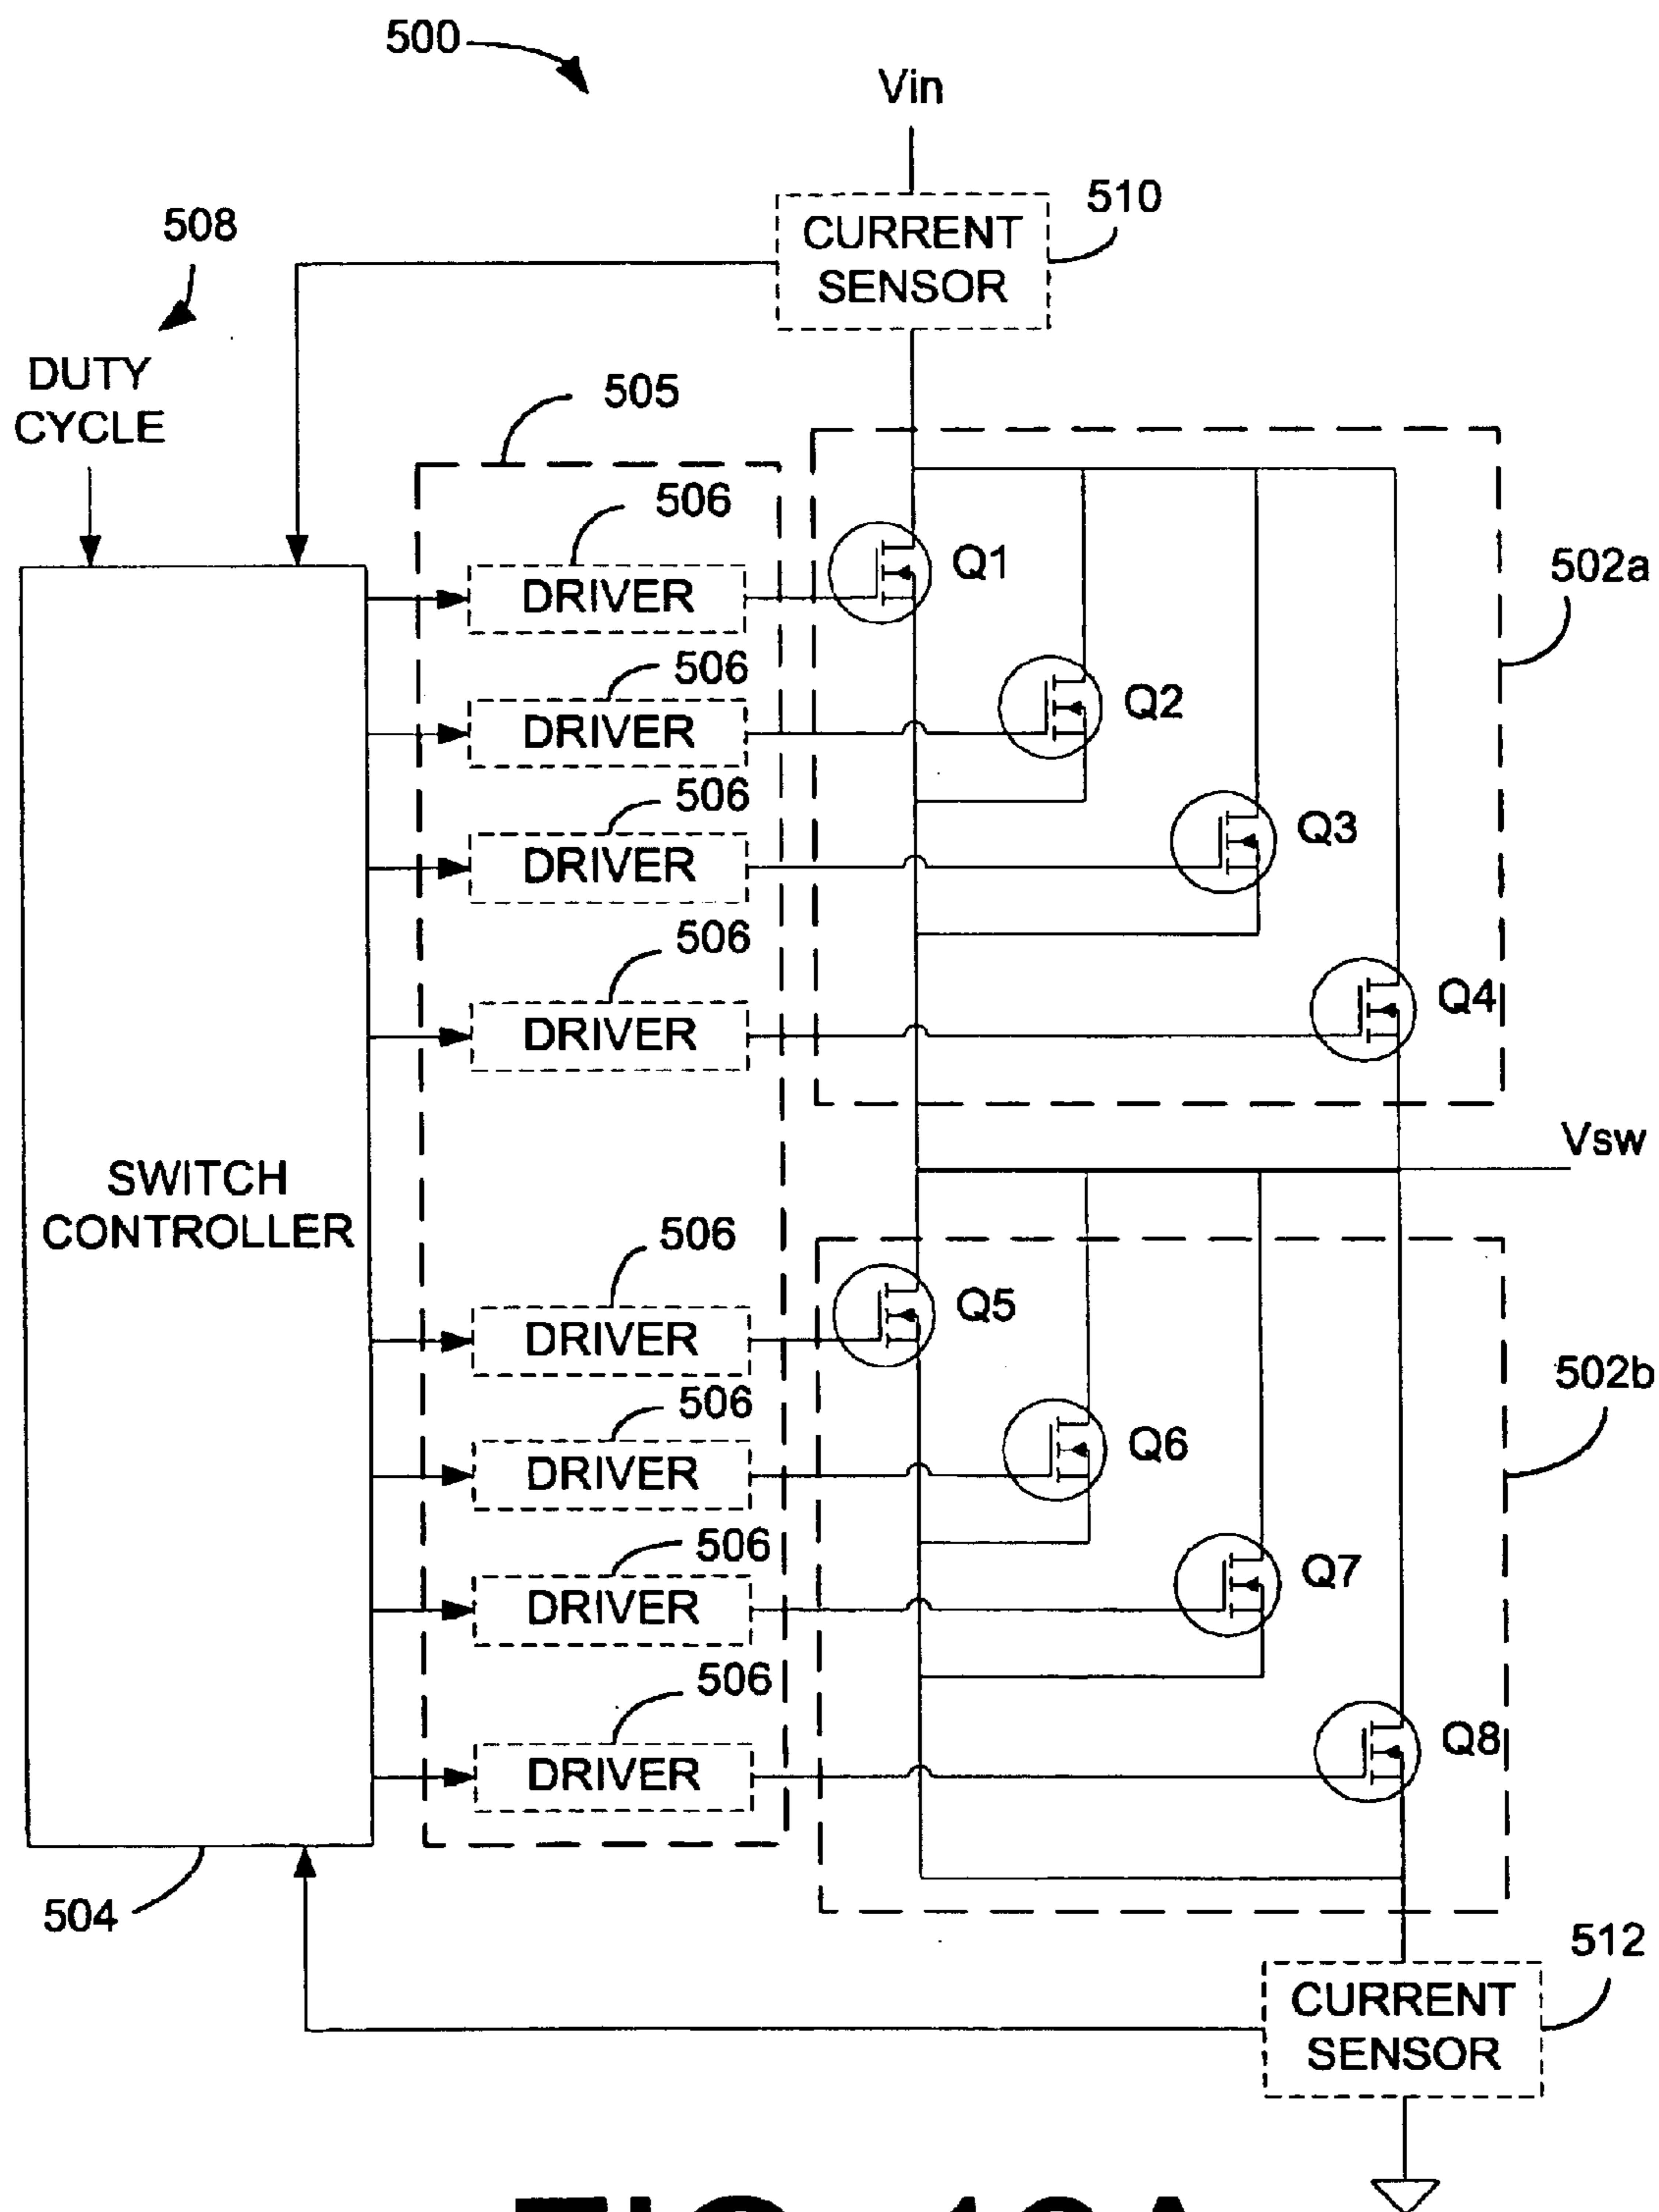 500
Vin
508
510
CURRENT
SENSOR
DUTY
CYCLE
505
506
DRIVER
Q1
502a
506
DRIVER
Q2
506
DRIVER
Q3
506
DRIVER
Q4
Vsw
SWITCH
CONTROLLER
506
DRIVER
Q5
502b
506
DRIVER
Q6
506
DRIVER
Q7
506
DRIVER
Q8
504
512
CURRENT
SENSOR